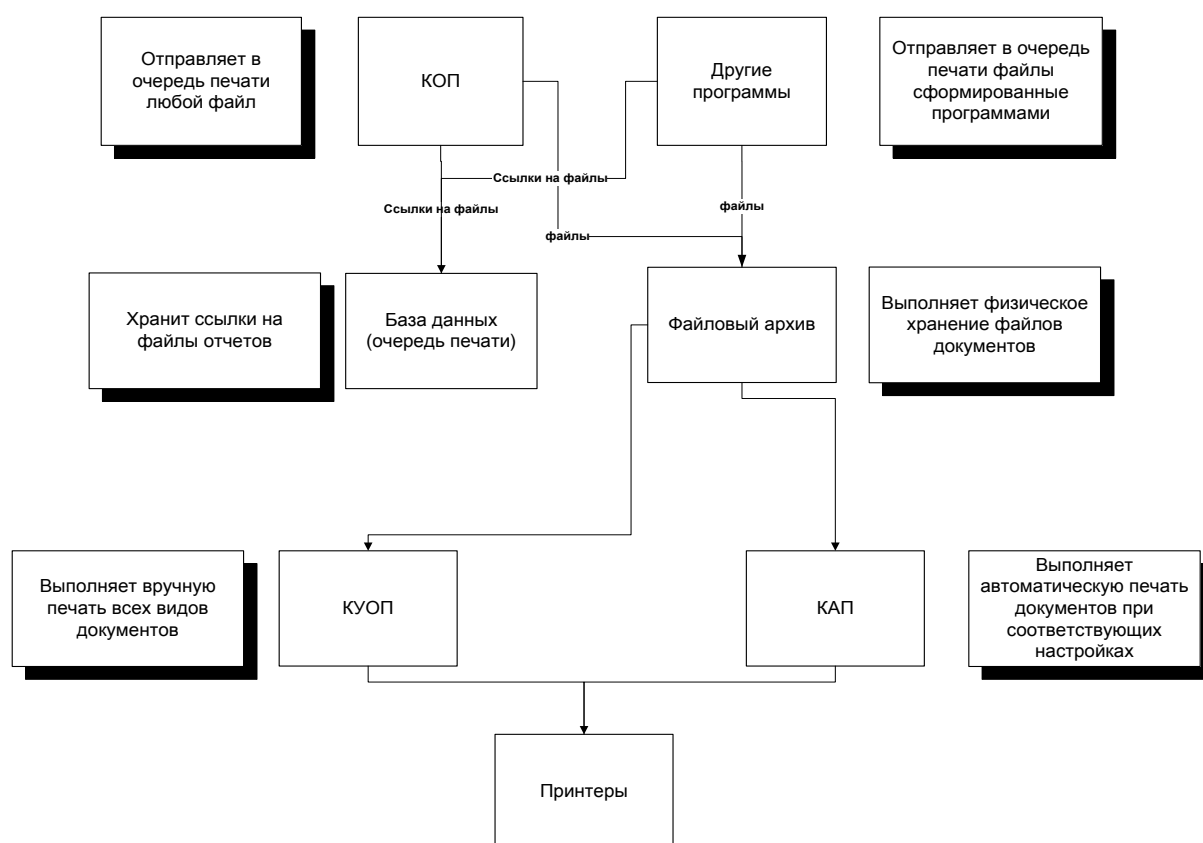 Отправляет в
очередь печати
любой файл
КОП
Другие
программы
Отправляет в очередь
печати файлы
сформированные
программами
Ссылки на файлы
Ссылки на файлы
файлы
файлы
Хранит ссылки на
файлы отчетов
База данных
(очередь печати)
Файловый архив
Выполняет физическое
хранение файлов
документов
Выполняет вручную
печать всех видов
документов
КУОП
КАП
Выполняет
автоматическую печать
документов при
соответствующих
настройках
Принтеры